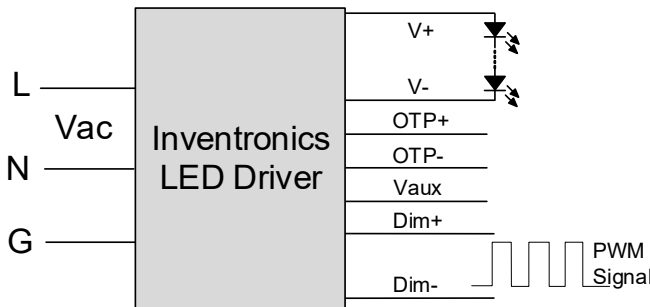 V+
L
V-
Vac
OTP+
Inventronics
LED Driver
OTP-
N
Vaux
Dim+
G
PWM
Signal
Dim-